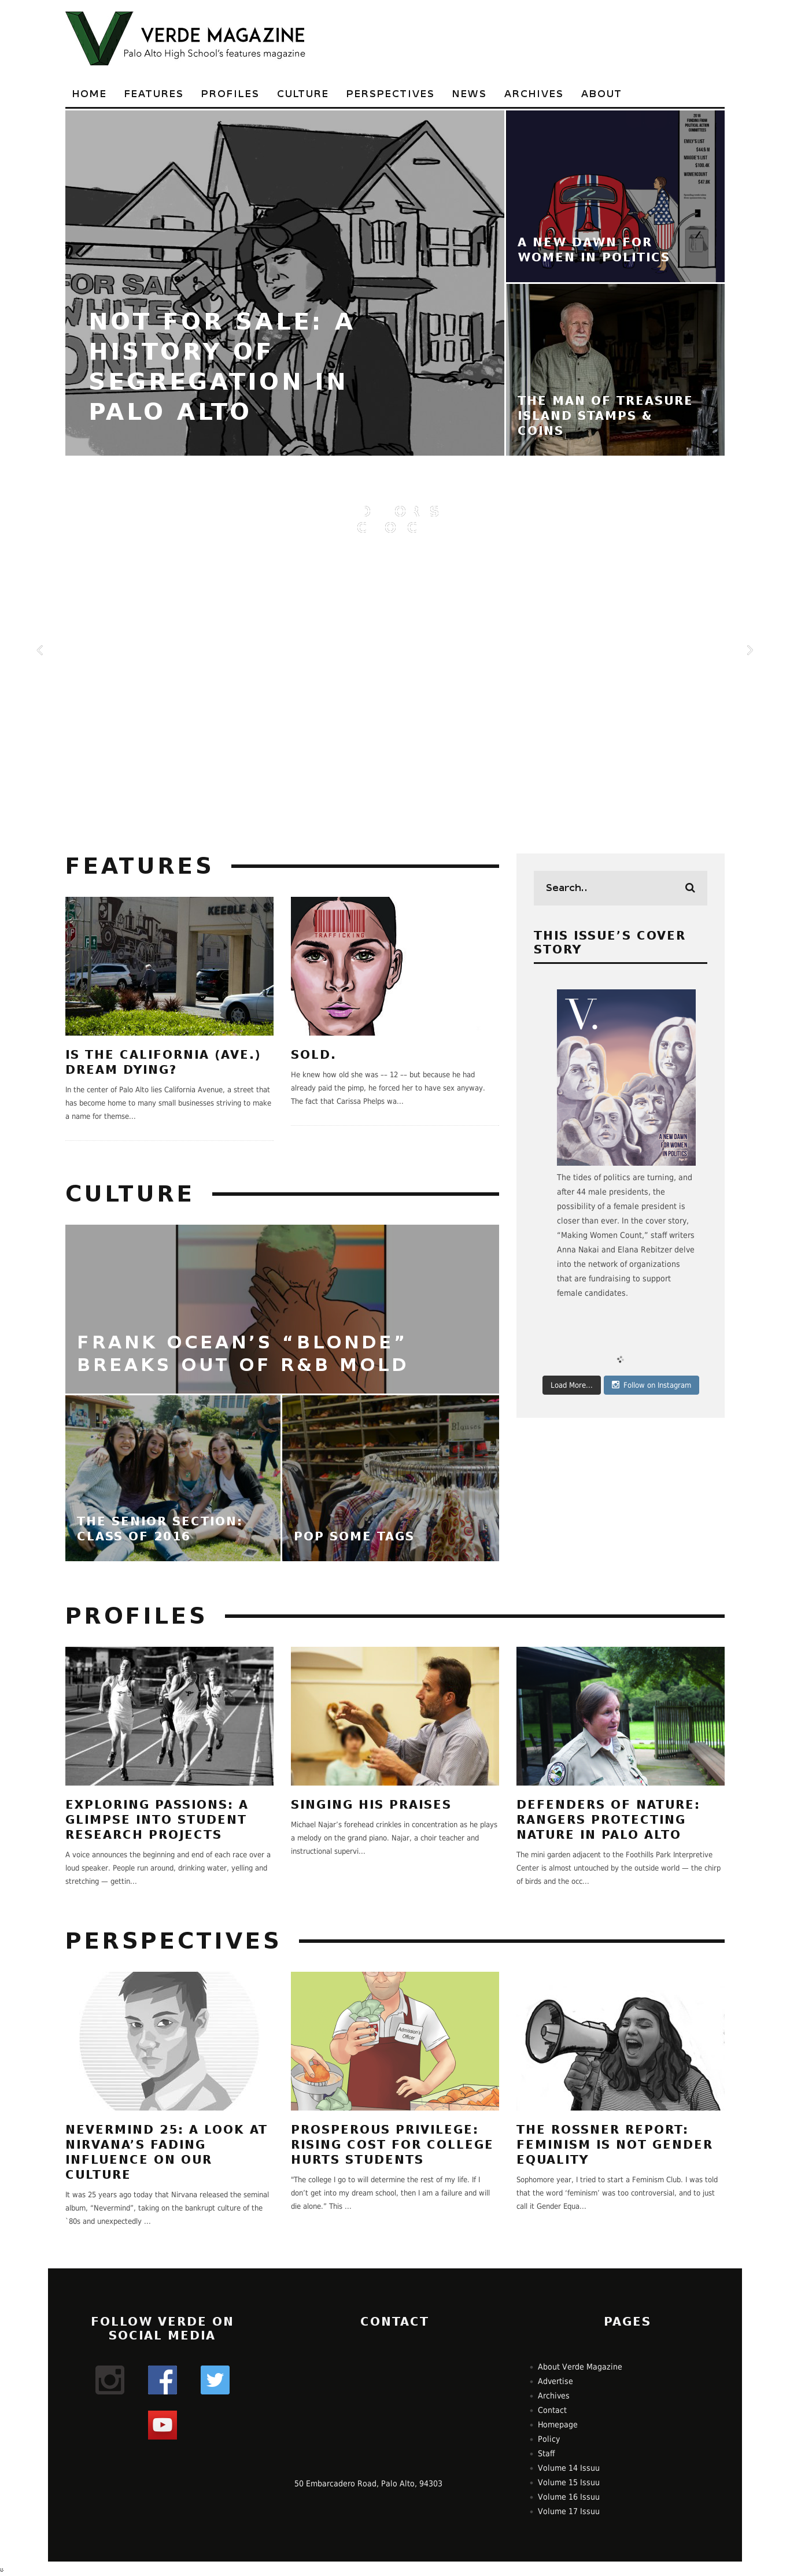 VERDE MAGAZINE
Palo Alto High School's features magazine
HOME FEATURES PROFILES CULTURE PERSPECTIVES NEWS ARCHIVES ABOUT
FOR SALE
WHITES
NOT FOR SALE: A
HISTORY OF
SEGREGATION IN
PALO ALTO
A NEW DAWN FOR
WOMEN IN POLITICS
THE MAN OF TREASURE
ISLAND STAMPS &
COINS
FEATURES
KEEBLE & S
IS THE CALIFORNIA (AVE.)
DREAM DYING?
In the center of Palo Alto lies California Avenue, a street that
has become home to many small businesses striving to make
a name for themse...
TRAFFICKING
SOLD.
He knew how old she was –– 12 –– but because he had
already paid the pimp, he forced her to have sex anyway.
The fact that Carissa Phelps wa...
Search..
THIS ISSUE’S COVER
STORY
V.
A NEW DAWN
FOR WOMEN
IN POLITICS
The tides of politics are turning, and
after 44 male presidents, the
possibility of a female president is
closer than ever. In the cover story,
“Making Women Count,” staff writers
Anna Nakai and Elana Rebitzer delve
into the network of organizations
that are fundraising to support
female candidates.
Load More...
Follow on Instagram
CULTURE
FRANK OCEAN’S “BLONDE”
BREAKS OUT OF R&B MOLD
THE SENIOR SECTION:
CLASS OF 2016
Blouses
POP SOME TAGS
PROFILES
EXPLORING PASSIONS: A
GLIMPSE INTO STUDENT
RESEARCH PROJECTS
A voice announces the beginning and end of each race over a
loud speaker. People run around, drinking water, yelling and
stretching — gettin...
SINGING HIS PRAISES
Michael Najar’s forehead crinkles in concentration as he plays
a melody on the grand piano. Najar, a choir teacher and
instructional supervi...
DEFENDERS OF NATURE:
RANGERS PROTECTING
NATURE IN PALO ALTO
The mini garden adjacent to the Foothills Park Interpretive
Center is almost untouched by the outside world — the chirp
of birds and the occ...
PERSPECTIVES
NEVERMIND 25: A LOOK AT
NIRVANA’S FADING
INFLUENCE ON OUR
CULTURE
It was 25 years ago today that Nirvana released the seminal
album, “Nevermind”, taking on the bankrupt culture of the
`80s and unexpectedly ...
Admission's
Officer
PROSPEROUS PRIVILEGE:
RISING COST FOR COLLEGE
HURTS STUDENTS
"The college I go to will determine the rest of my life. If I
don’t get into my dream school, then I am a failure and will
die alone.” This ...
THE ROSSNER REPORT:
FEMINISM IS NOT GENDER
EQUALITY
Sophomore year, I tried to start a Feminism Club. I was told
that the word ‘feminism’ was too controversial, and to just
call it Gender Equa...
FOLLOW VERDE ON
SOCIAL MEDIA
CONTACT
50 Embarcadero Road, Palo Alto, 94303
PAGES
About Verde Magazine
Advertise
Archives
Contact
Homepage
Policy
Staff
Volume 14 Issuu
Volume 15 Issuu
Volume 16 Issuu
Volume 17 Issuu